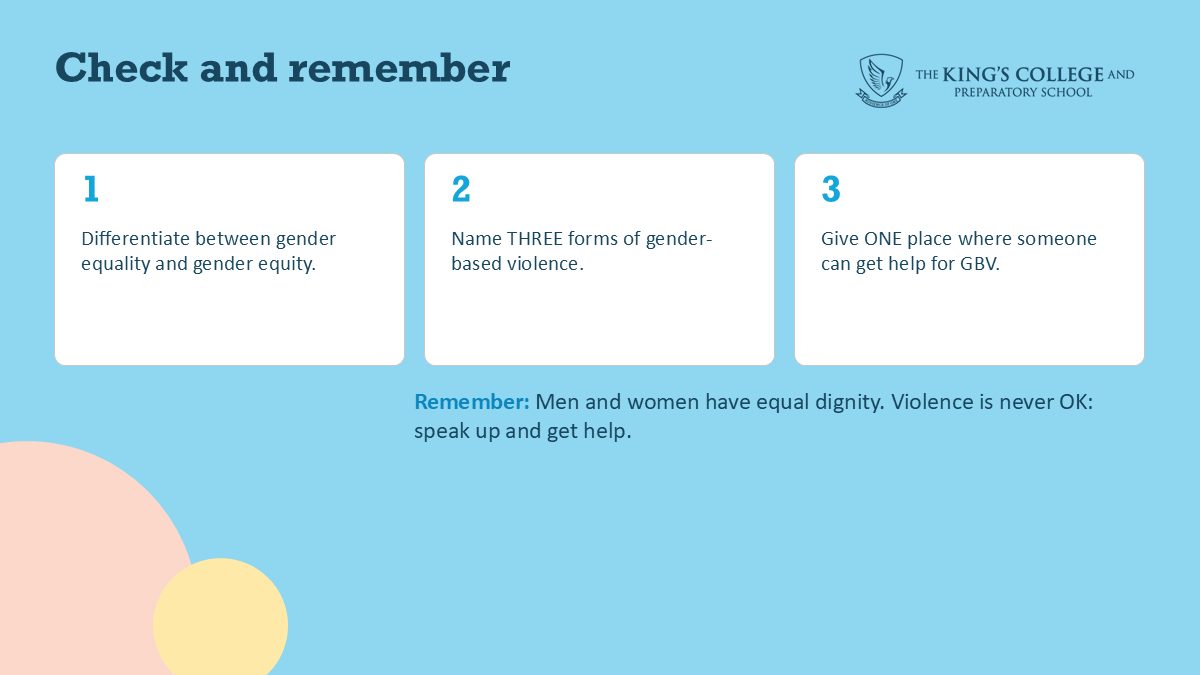 Check and remember
THE KING'S COLLEGE AND
PREPARATORY SCHOOL
1
Differentiate between gender
equality and gender equity.
2
Name THREE forms of gender-
based violence.
3
Give ONE place where someone
can get help for GBV.
Remember: Men and women have equal dignity. Violence is never OK:
speak up and get help.